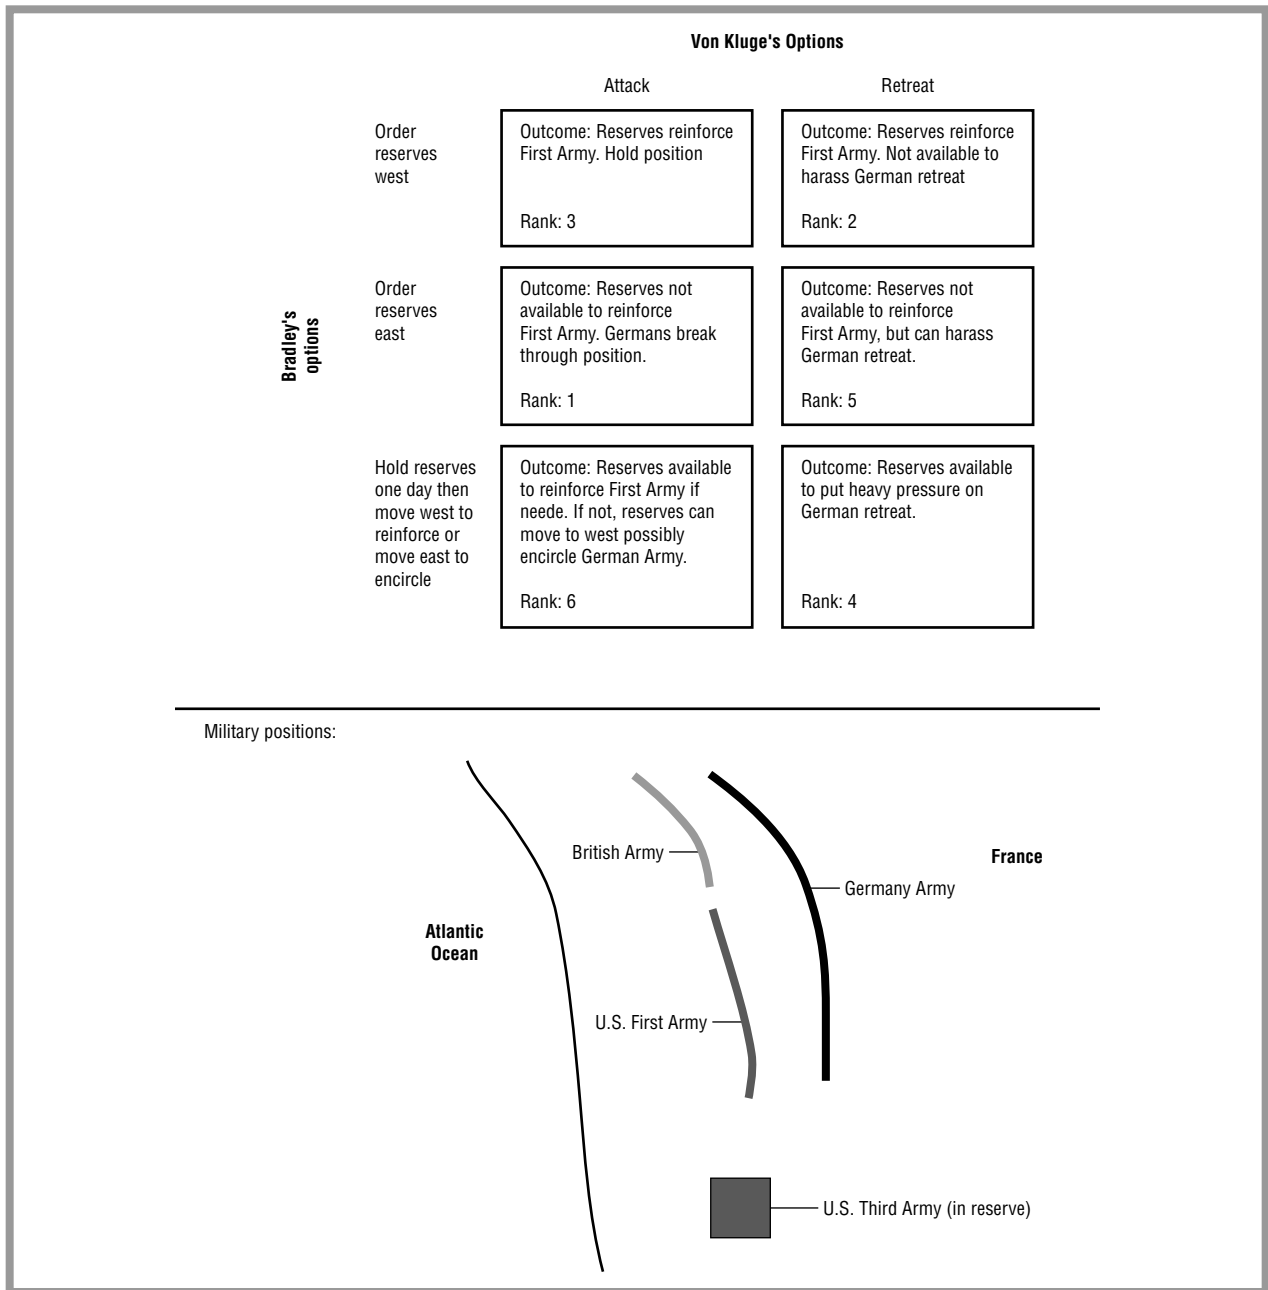 Von Kluge's Options
Attack
Retreat
Order
reserves
west
Outcome: Reserves reinforce
First Army. Hold position
Rank: 3
Outcome: Reserves reinforce
First Army. Not available to
harass German retreat
Rank: 2
Bradley's
options
Order
reserves
east
Outcome: Reserves not
available to reinforce
First Army. Germans break
through position.
Rank: 1
Outcome: Reserves not
available to reinforce
First Army, but can harass
German retreat.
Rank: 5
Hold reserves
one day then
move west to
reinforce or
move east to
encircle
Outcome: Reserves available
to reinforce First Army if
neede. If not, reserves can
move to west possibly
encircle German Army.
Rank: 6
Outcome: Reserves available
to put heavy pressure on
German retreat.
Rank: 4
Military positions:
British Army
France
Germany Army
Atlantic
Ocean
U.S. First Army
U.S. Third Army (in reserve)